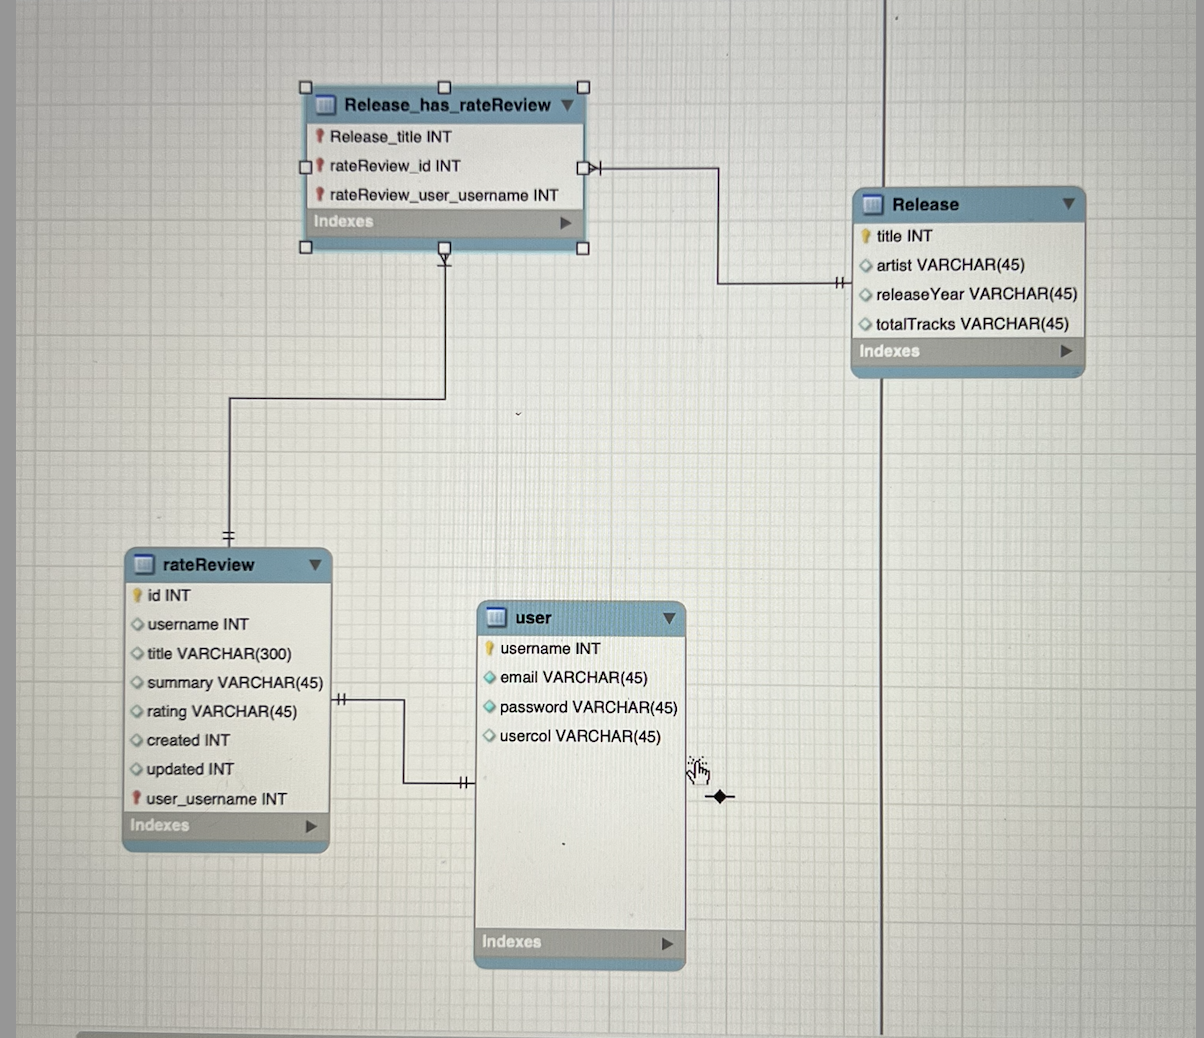 Release_has_rateReview
Release_title INT
rateReview_id INT
rateReview_user_username INT
Indexes
Release
title INT
artist VARCHAR(45)
releaseYear VARCHAR(45)
totalTracks VARCHAR(45)
Indexes
rateReview
id INT
username INT
title VARCHAR(300)
summary VARCHAR(45)
rating VARCHAR(45)
created INT
updated INT
user_username INT
Indexes
user
username INT
email VARCHAR(45)
password VARCHAR(45)
usercol VARCHAR(45)
Indexes